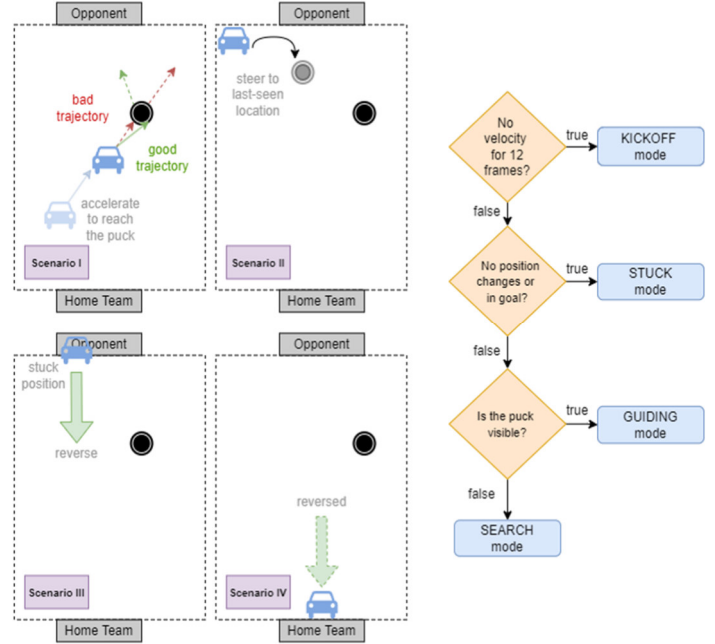 Opponent
bad
trajectory
good
trajectory
accelerate
to reach
the puck
Scenario I
Home Team
Opponent
steer to
last-seen
location
Scenario II
Home Team
Opponent
stuck
position
reverse
Scenario III
Home Team
reversed
Scenario IV
Home Team
No
velocity
for 12
frames?
true
KICKOFF
mode
false
No position
changes or
in goal?
true
STUCK
mode
false
Is the puck
visible?
true
GUIDING
mode
false
SEARCH
mode